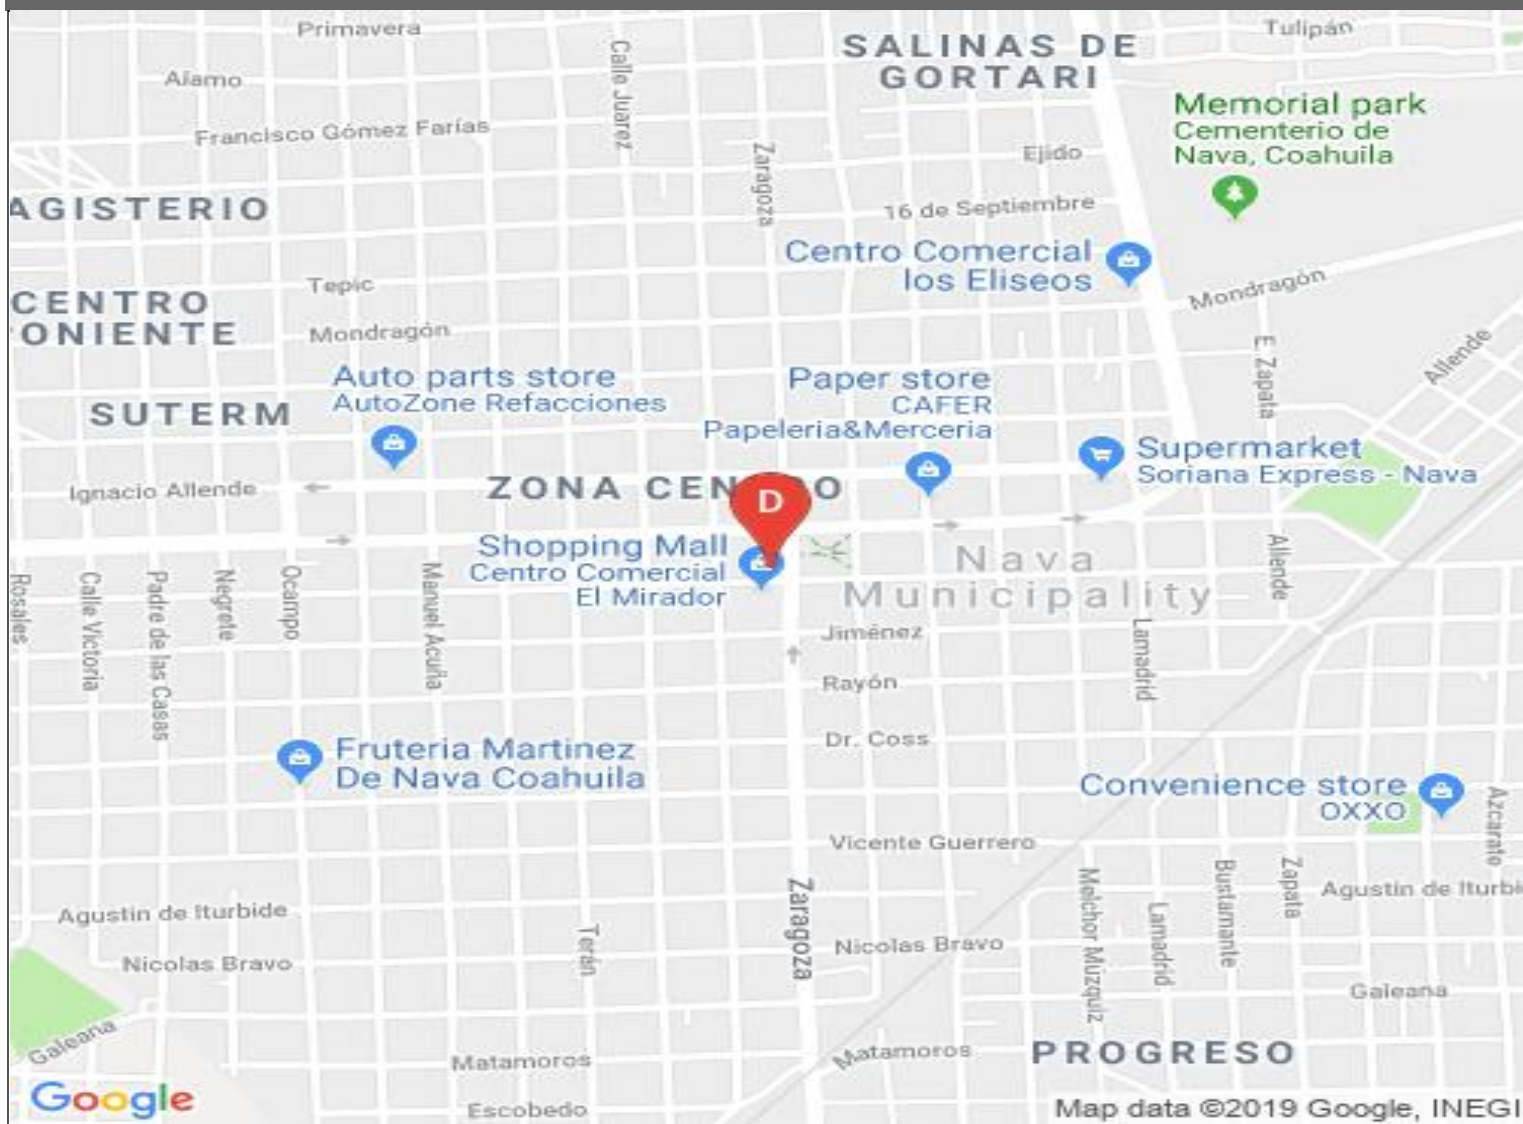 Primavera
Tulipán
SALINAS DE
GORTARI
Calle Juarez
Alamo
Memorial park
Cementerio de
Nava, Coahuila
Francisco Gómez Farías
Zaragoza
Ejido
AGISTERIO
16 de Septiembre
Centro Comercial
los Eliseos
Tepic
Mondragón
CENTRO
ONIENTE
Mondragón
E. Zapata
Allende
Auto parts store
AutoZone Refacciones
Paper store
CAFER
Papeleria&Merceria
SUTERM
Supermarket
Soriana Express - Nava
Ignacio Allende
ZONA CEN
O
D
Shopping Mall
Centro Comercial
El Mirador
Nava
Municipality
Allende
Rosales
Calle Victoria
Padre de las Casas
Negrete
Ocampo
Manuel Acuña
Jiménez
Lamadrid
Rayón
Dr. Coss
Fruteria Martinez
De Nava Coahuila
Convenience store
OXXO
Azcarate
Vicente Guerrero
Zaragoza
Melchor Muzquiz
Lamadrid
Bustamante
Zapata
Agustin de Iturbi
Agustin de Iturbide
Terán
Nicolas Bravo
Nicolas Bravo
Galeana
Galeana
Matamoros
Matamoros
PROGRESO
Google
Escobedo
Map data ©2019 Google, INEGI